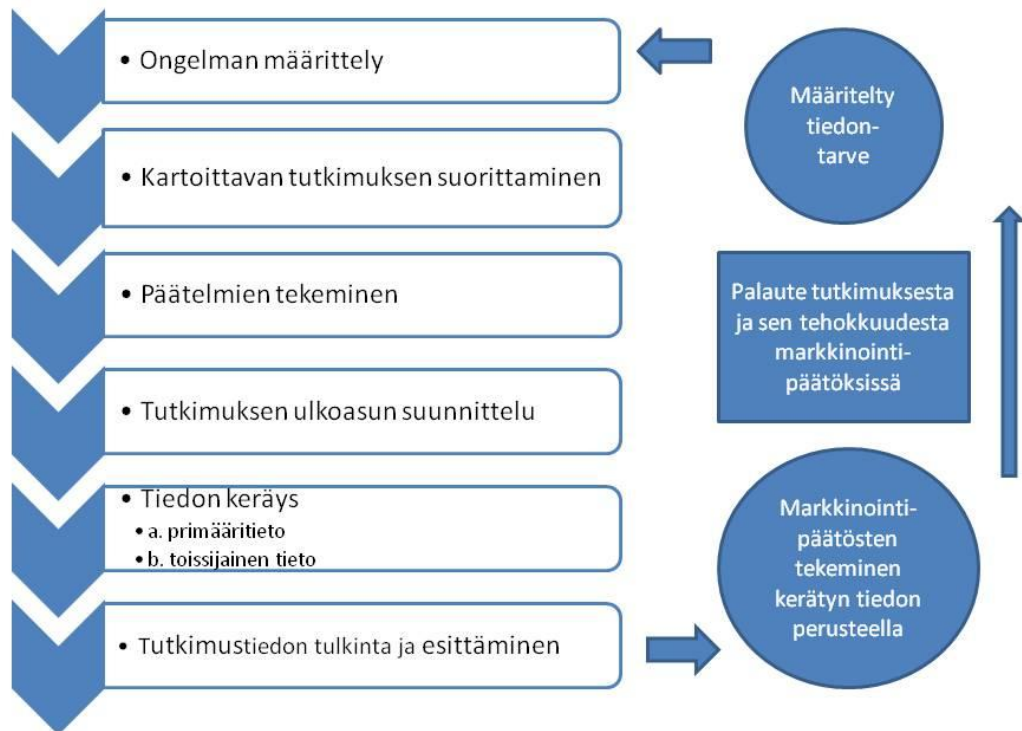 • Ongelman määrittely
• Kartoittavan tutkimuksen suorittaminen
• Päätelmien tekeminen
• Tutkimuksen ulkoasun suunnittelu
• Tiedon keräys
• a. primääritieto
• b. toissijainen tieto
• Tutkimustiedon tulkinta ja esittäminen
Määritelty
tiedon-
tarve
Palaute tutkimuksesta
ja sen tehokkuudesta
markkinointi-
päätöksissä
Markkinointi-
päätösten
tekeminen
kerätyn tiedon
perusteella